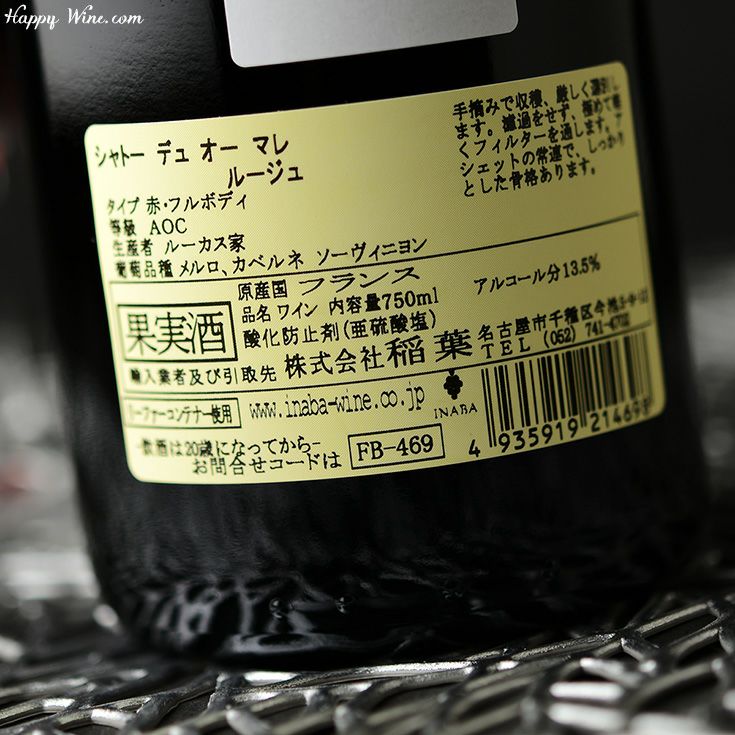 Happy Wine.com
シャトー デュ オー マレ
ルージュ
タイプ 赤・フルボディ
等級 AOC
生産者 ルーカス家
葡萄品種 メルロ、カベルネ ソーヴィニヨン
手摘みで収穫、厳しく選別し
ます。濾過をせず、極めて軽
くフィルターを通します。ア
シェットの常連で、しっかり
とした骨格あります。
果実酒
原産国 フランス
品名 ワイン 内容量750ml
アルコール分13.5%
酸化防止剤(亜硫酸塩)
輸入業者及び引取先 株式会社 稲葉
名古屋市千種区今池
TEL (052) 741-4702
リーファーコンテナー使用
www.inaba-wine.co.jp
INABA
-飲酒は20歳になってから-
お問合せコードは FB-469
4 935919 214698